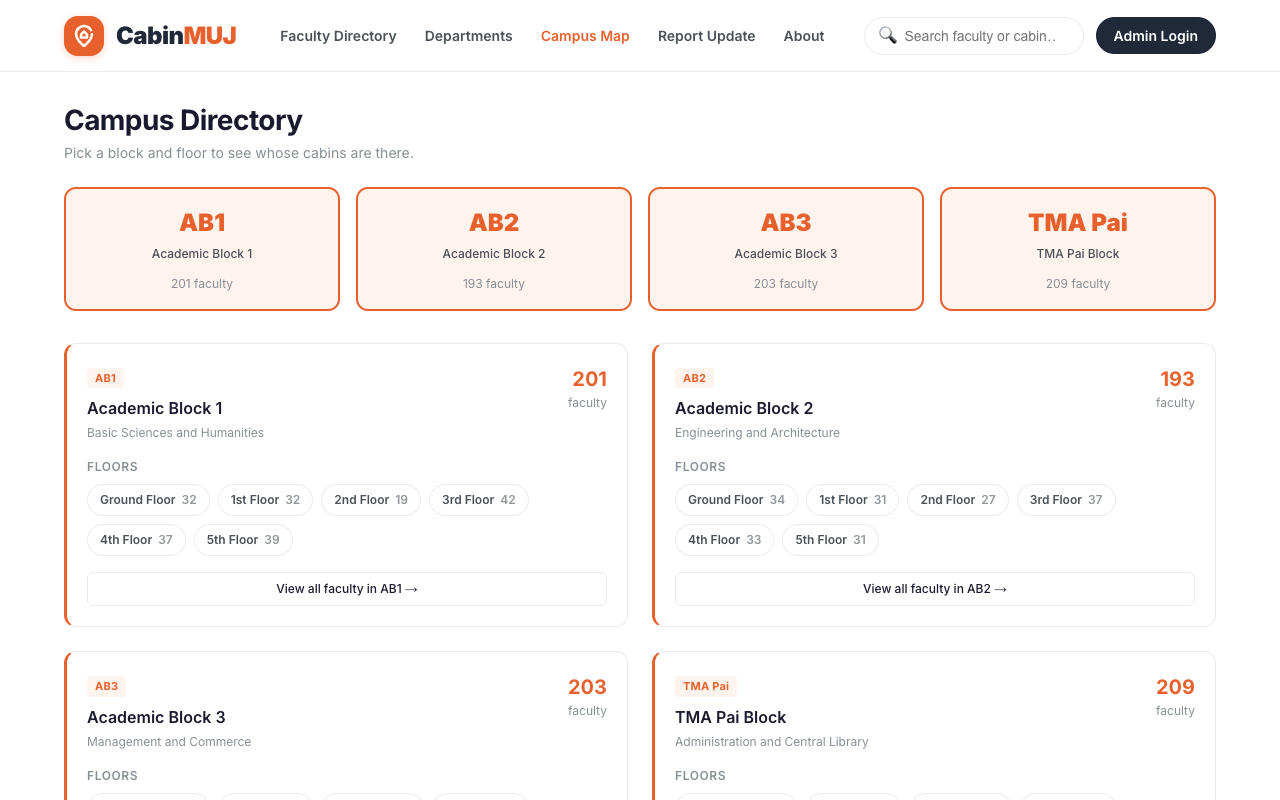 CabinMUJ
Faculty Directory
Departments
Campus Map
Report Update
About
Search faculty or cabin..
Admin Login
Campus Directory
Pick a block and floor to see whose cabins are there.
AB1
Academic Block 1
201 faculty
AB2
Academic Block 2
193 faculty
AB3
Academic Block 3
203 faculty
TMA Pai
TMA Pai Block
209 faculty
AB1
201
faculty
Academic Block 1
Basic Sciences and Humanities
FLOORS
Ground Floor 32
1st Floor 32
2nd Floor 19
3rd Floor 42
4th Floor 37
5th Floor 39
View all faculty in AB1 →
AB2
193
faculty
Academic Block 2
Engineering and Architecture
FLOORS
Ground Floor 34
1st Floor 31
2nd Floor 27
3rd Floor 37
4th Floor 33
5th Floor 31
View all faculty in AB2 →
AB3
203
faculty
Academic Block 3
Management and Commerce
FLOORS
TMA Pai
209
faculty
TMA Pai Block
Administration and Central Library
FLOORS